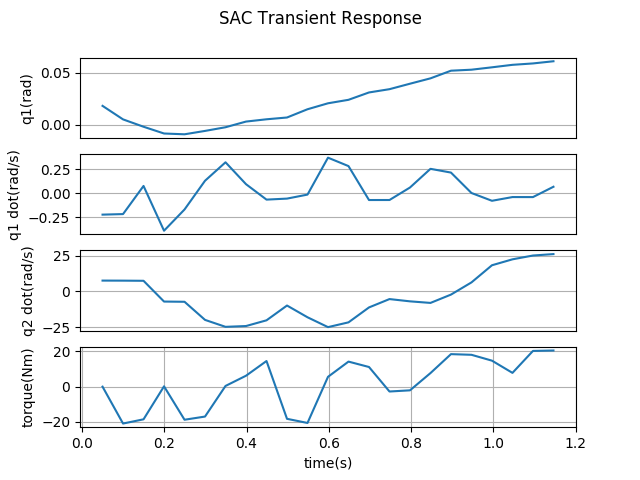 SAC Transient Response
q1(rad)
0.05
0.00
q1 dot(rad/s)
0.25
0.00
−0.25
q2 dot(rad/s)
25
0
−25
torque(Nm)
20
0
−20
0.0 0.2 0.4 0.6 0.8 1.0 1.2
time(s)